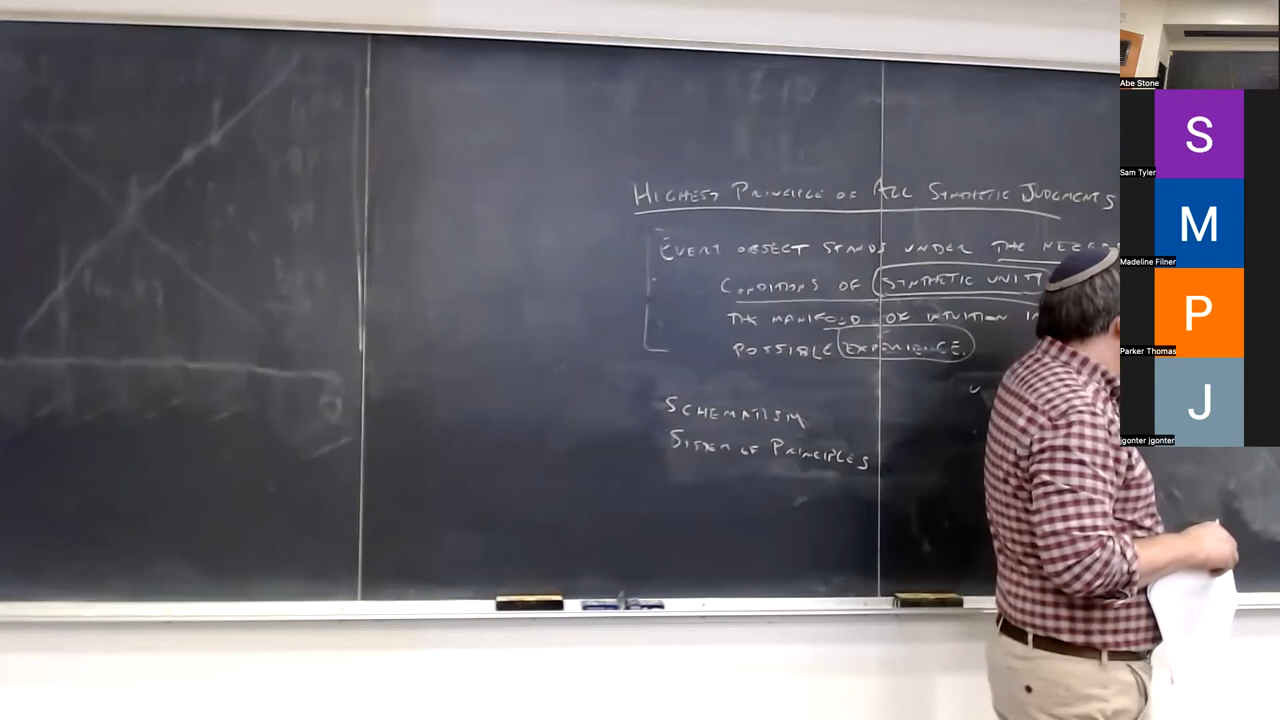 HIGHEST PRINCIPLE OF ALL SYNTHETIC JUDGMENTS
EVERY OBJECT STANDS UNDER THE
CONDITIONS OF SYNTHETIC UNITY
THE MANIFOLD OF INTUITION IN
POSSIBLE EXPERIENCE.
SCHEMATISM
SYSTEM OF PRINCIPLES
Abe Stone
S
Sam Tyler
M
Madeline Filner
P
Parker Thomas
J
jgonter jgonter